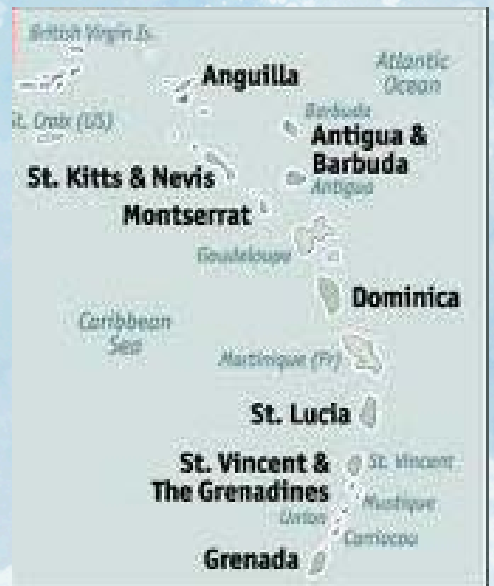 British Virgin Is.
Anguilla
Atlantic
Ocean
St. Croix (US)
Barbuda
Antigua &
Barbuda
Antigua
St. Kitts & Nevis
Montserrat
Guadeloupe
Dominica
Caribbean
Sea
Martinique (Fr)
St. Lucia
St. Vincent &
The Grenadines
St. Vincent
Mustique
Union
Carriacou
Grenada